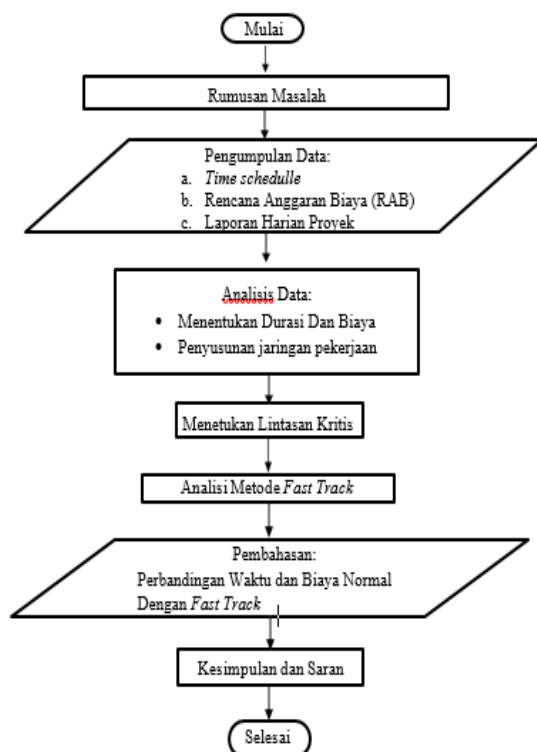 Mulai
Rumusan Masalah
Pengumpulan Data:
a. Time schedulle
b. Rencana Anggaran Biaya (RAB)
c. Laporan Harian Proyek
Analisis Data:
• Menentukan Durasi Dan Biaya
• Penyusunan jaringan pekerjaan
Menetukan Lintasan Kritis
Analisi Metode Fast Track
Pembahasan:
Perbandingan Waktu dan Biaya Normal
Dengan Fast Track
Kesimpulan dan Saran
Selesai